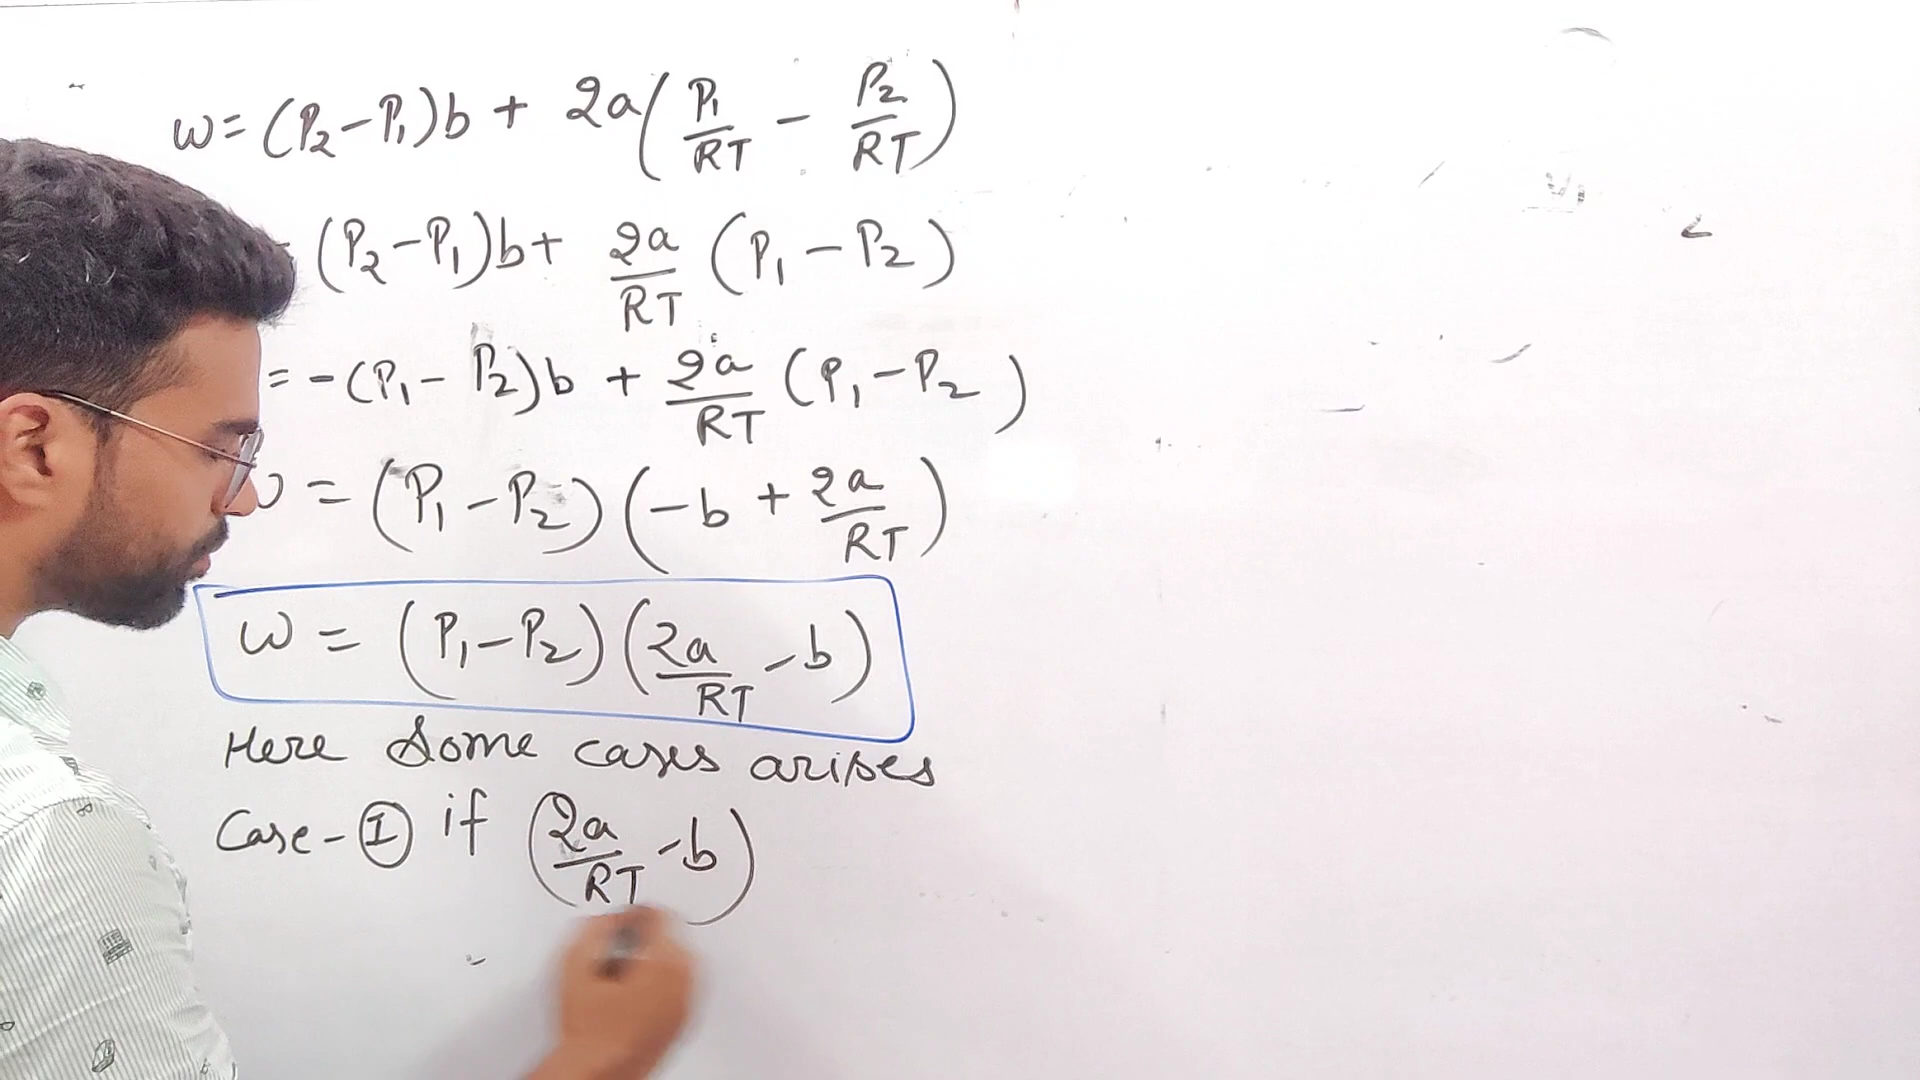 w = (P₂-P₁)b + 2a(P₁/RT - P₂/RT)
(P₂-P₁)b + 2a/RT (P₁-P₂)
= -(P₁-P₂)b + 2a/RT (P₁-P₂)
= (P₁-P₂)(-b + 2a/RT)
w = (P₁-P₂)(2a/RT -b)
Here Some cases arises
Case-I if (2a/RT -b)